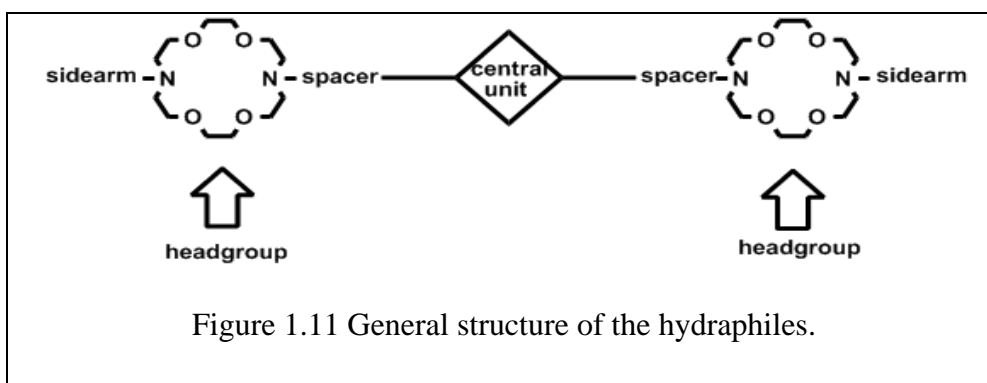 O O O O
sidearm N N spacer central unit spacer N N sidearm
O O O O
headgroup headgroup
Figure 1.11 General structure of the hydraphiles.